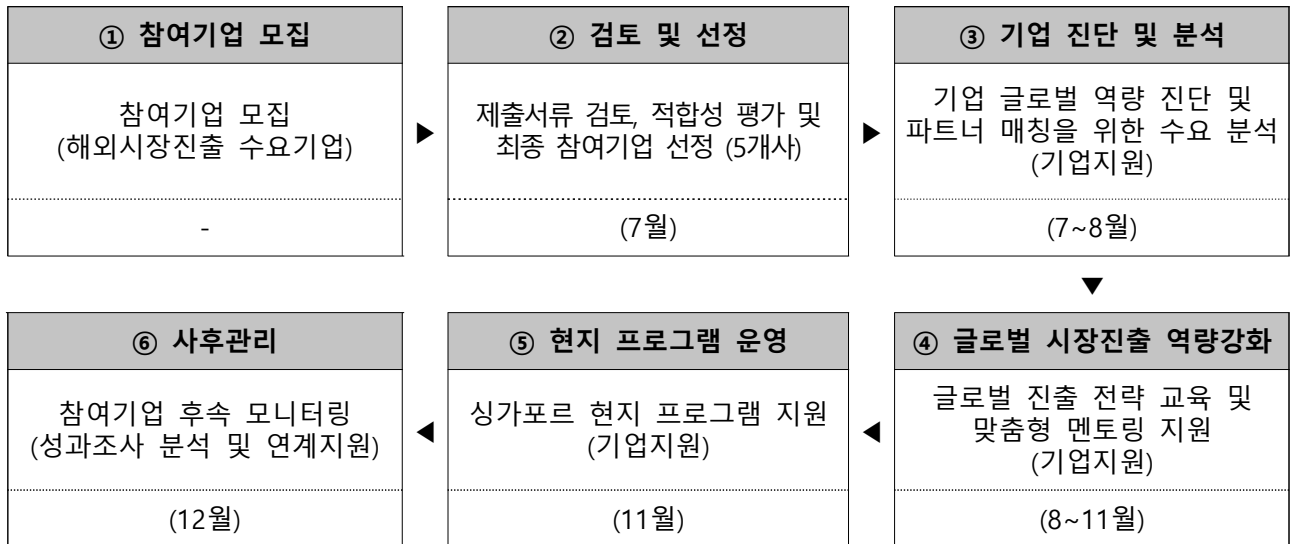 ① 참여기업 모집
참여기업 모집
(해외시장진출 수요기업)
-
▶
② 검토 및 선정
제출서류 검토, 적합성 평가 및
최종 참여기업 선정 (5개사)
(7월)
▶
③ 기업 진단 및 분석
기업 글로벌 역량 진단 및
파트너 매칭을 위한 수요 분석
(기업지원)
(7~8월)
▼
④ 글로벌 시장진출 역량강화
글로벌 진출 전략 교육 및
맞춤형 멘토링 지원
(기업지원)
(8~11월)
◀
⑤ 현지 프로그램 운영
싱가포르 현지 프로그램 지원
(기업지원)
(11월)
◀
⑥ 사후관리
참여기업 후속 모니터링
(성과조사 분석 및 연계지원)
(12월)